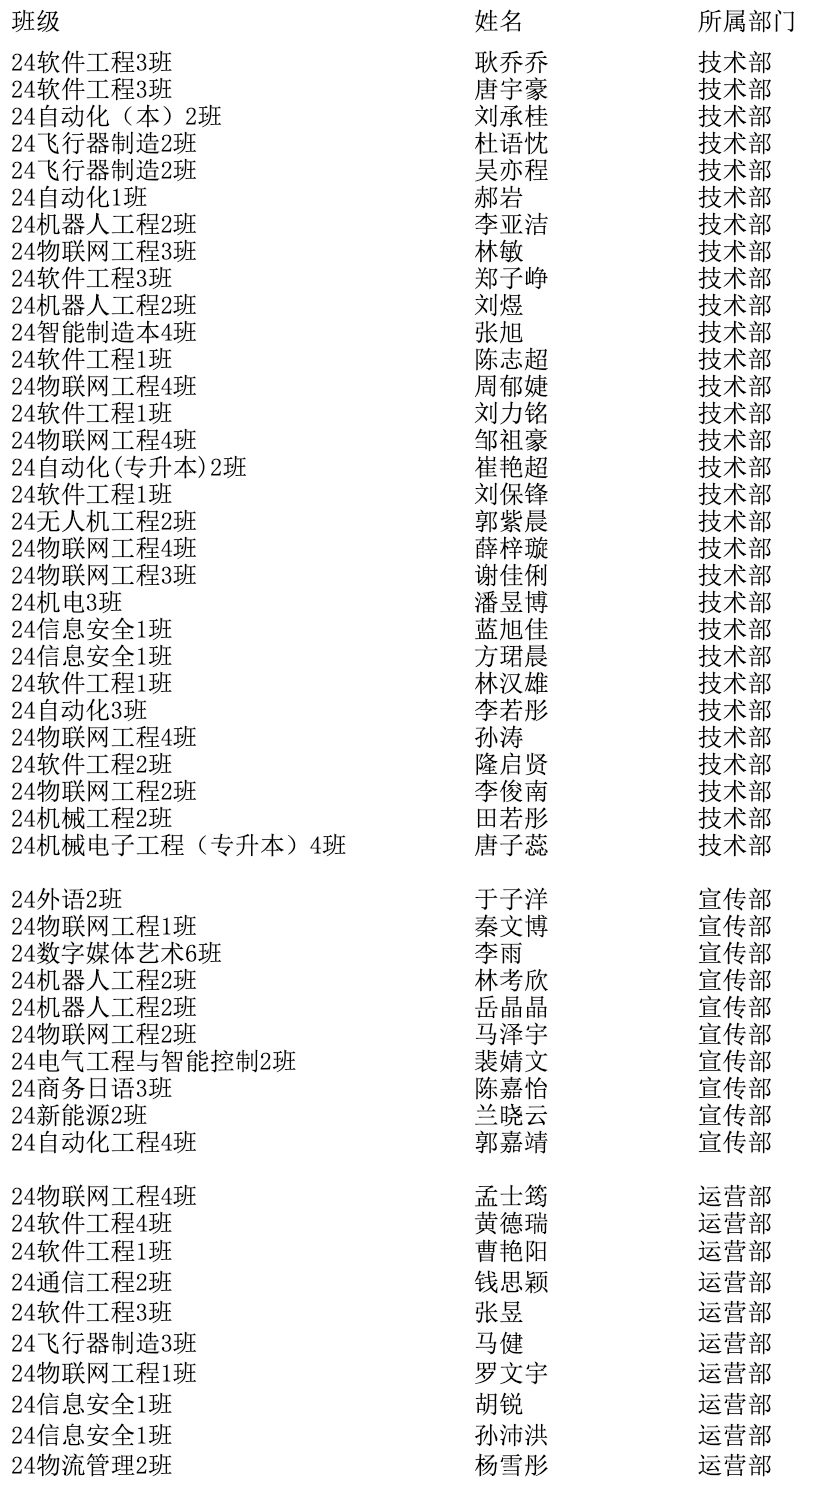 班级 姓名 所属部门
24软件工程3班 耿乔乔 技术部
24软件工程3班 唐宇豪 技术部
24自动化（本）2班 刘承桂 技术部
24飞行器制造2班 杜语忱 技术部
24飞行器制造2班 吴亦程 技术部
24自动化1班 郝岩 技术部
24机器人工程2班 李亚洁 技术部
24物联网工程3班 林敏 技术部
24软件工程3班 郑子峥 技术部
24机器人工程2班 刘煜 技术部
24智能制造本4班 张旭 技术部
24软件工程1班 陈志超 技术部
24物联网工程4班 周郁婕 技术部
24软件工程1班 刘力铭 技术部
24物联网工程4班 邹祖豪 技术部
24自动化(专升本)2班 崔艳超 技术部
24软件工程1班 刘保锋 技术部
24无人机工程2班 郭紫晨 技术部
24物联网工程4班 薛梓璇 技术部
24物联网工程3班 谢佳俐 技术部
24机电3班 潘昱博 技术部
24信息安全1班 蓝旭佳 技术部
24信息安全1班 方珺晨 技术部
24软件工程1班 林汉雄 技术部
24自动化3班 李若彤 技术部
24物联网工程4班 孙涛 技术部
24软件工程2班 隆启贤 技术部
24物联网工程2班 李俊南 技术部
24机械工程2班 田若彤 技术部
24机械电子工程（专升本）4班 唐子蕊 技术部
24外语2班 于子洋 宣传部
24物联网工程1班 秦文博 宣传部
24数字媒体艺术6班 李雨 宣传部
24机器人工程2班 林考欣 宣传部
24机器人工程2班 岳晶晶 宣传部
24物联网工程2班 马泽宇 宣传部
24电气工程与智能控制2班 裴婧文 宣传部
24商务日语3班 陈嘉怡 宣传部
24新能源2班 兰晓云 宣传部
24自动化工程4班 郭嘉靖 宣传部
24物联网工程4班 孟士筠 运营部
24软件工程4班 黄德瑞 运营部
24软件工程1班 曹艳阳 运营部
24通信工程2班 钱思颖 运营部
24软件工程3班 张昱 运营部
24飞行器制造3班 马健 运营部
24物联网工程1班 罗文宇 运营部
24信息安全1班 胡锐 运营部
24信息安全1班 孙沛洪 运营部
24物流管理2班 杨雪彤 运营部